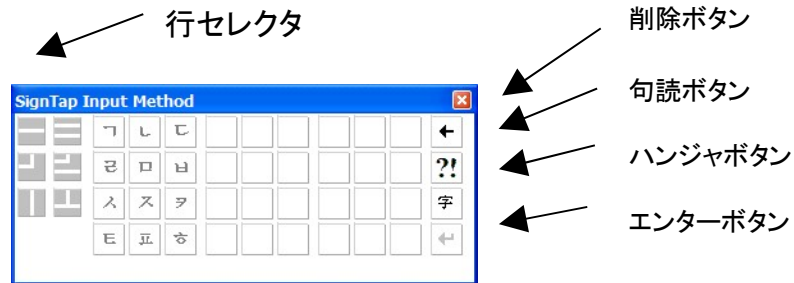 行セレクタ
削除ボタン
句読ボタン
ハンジャボタン
エンターボタン
SignTap Input Method
ㄱ ㄴ ㄷ ←
ㄹ ㅁ ㅂ ?!
ㅅ ㅈ ㅋ 字
ㅌ ㅍ ㅎ ↵